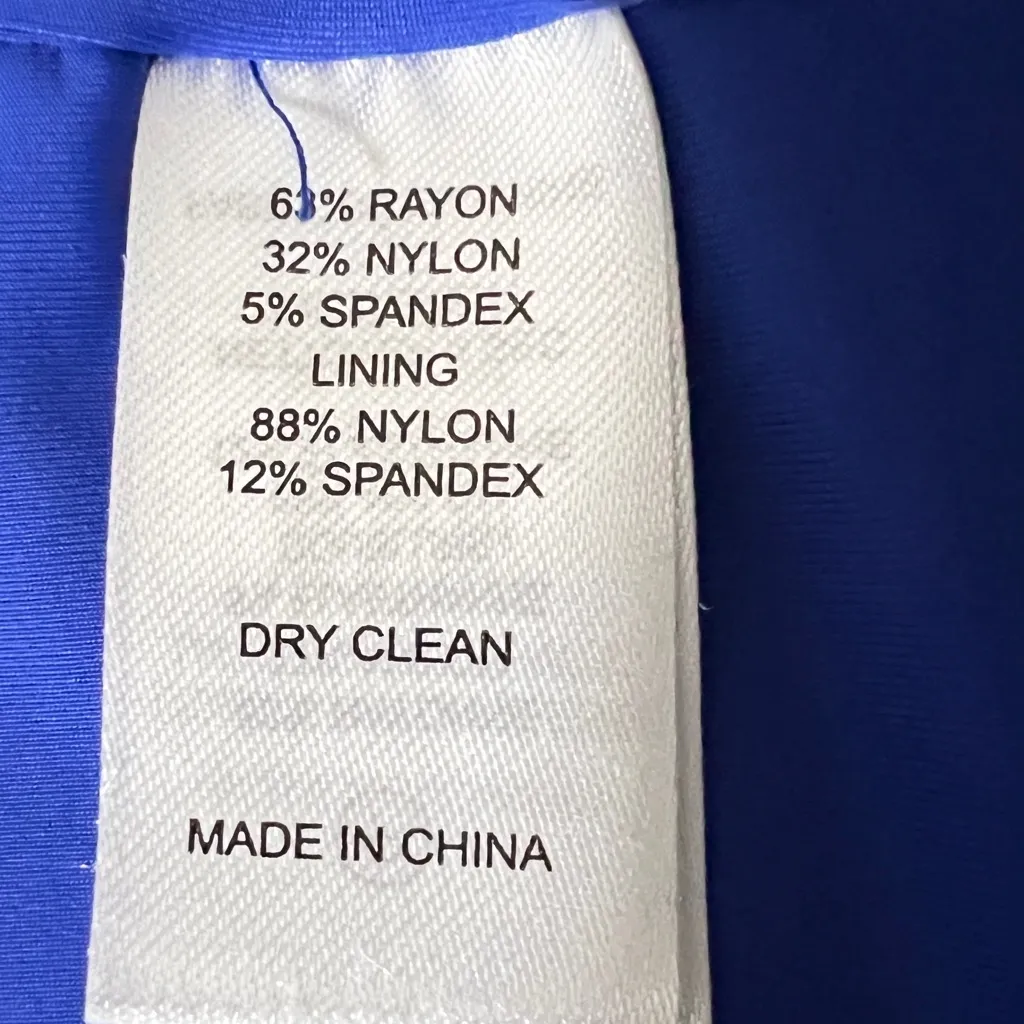 63% RAYON
32% NYLON
5% SPANDEX
LINING
88% NYLON
12% SPANDEX
DRY CLEAN
MADE IN CHINA